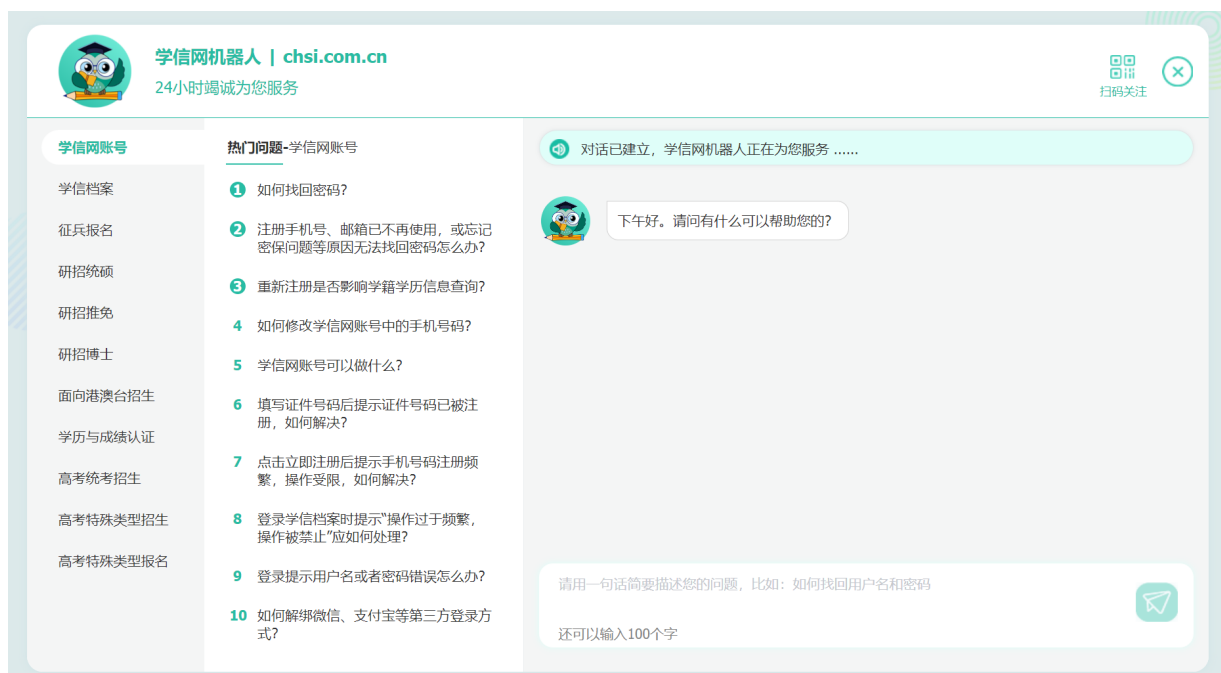 学信网机器人 | chsi.com.cn
24小时竭诚为您服务
扫码关注
学信网账号
学信档案
征兵报名
研招统硕
研招推免
研招博士
面向港澳台招生
学历与成绩认证
高考统考招生
高考特殊类型招生
高考特殊类型报名
热门问题-学信网账号
1 如何找回密码?
2 注册手机号、邮箱已不再使用，或忘记
密保问题等原因无法找回密码怎么办?
3 重新注册是否影响学籍学历信息查询?
4 如何修改学信网账号中的手机号码?
5 学信网账号可以做什么?
6 填写证件号码后提示证件号码已被注
册，如何解决?
7 点击立即注册后提示手机号码注册频
繁，操作受限，如何解决?
8 登录学信档案时提示"操作过于频繁，
操作被禁止"应如何处理?
9 登录提示用户名或者密码错误怎么办?
10 如何解绑微信、支付宝等第三方登录方
式?
对话已建立，学信网机器人正在为您服务 ......
下午好。请问有什么可以帮助您的?
请用一句话简要描述您的问题，比如：如何找回用户名和密码
还可以输入100个字